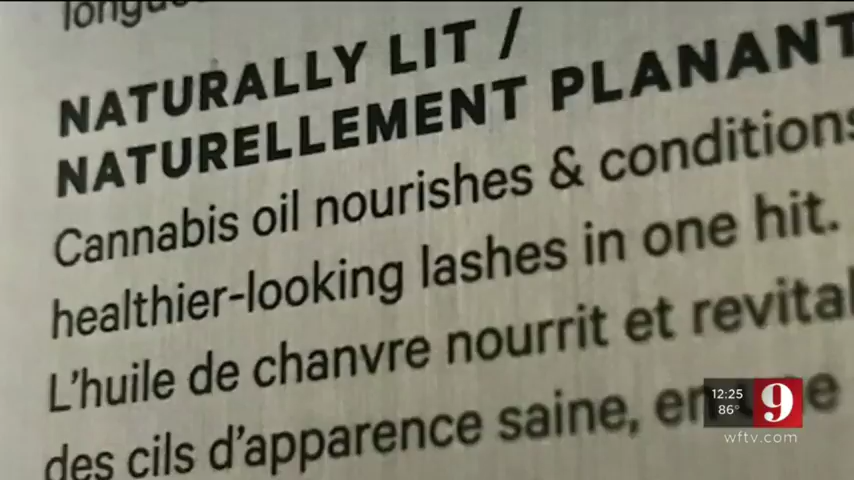 NATURALLY LIT /
NATURELLEMENT PLANANT
Cannabis oil nourishes & conditions
healthier-looking lashes in one hit.
L'huile de chanvre nourrit et revital
des cils d'apparence saine, en
12:25
86°
9
wftv.com